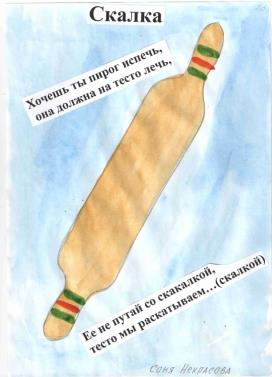 Скалка
Хочешь ты пирог испечь,
она должна на тесто лечь,
Ее не путай со скакалкой,
тесто мы раскатываем…(скалкой)
Соня Некрасова